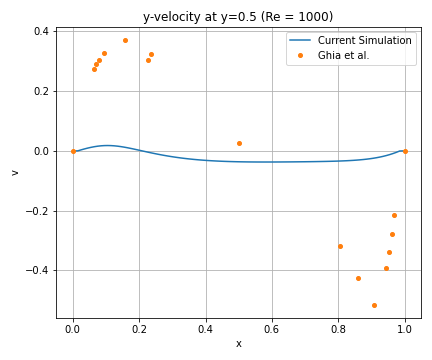 y-velocity at y=0.5 (Re = 1000)
Current Simulation
Ghia et al.
0.4
0.2
0.0
−0.2
−0.4
v
0.0 0.2 0.4 0.6 0.8 1.0
x